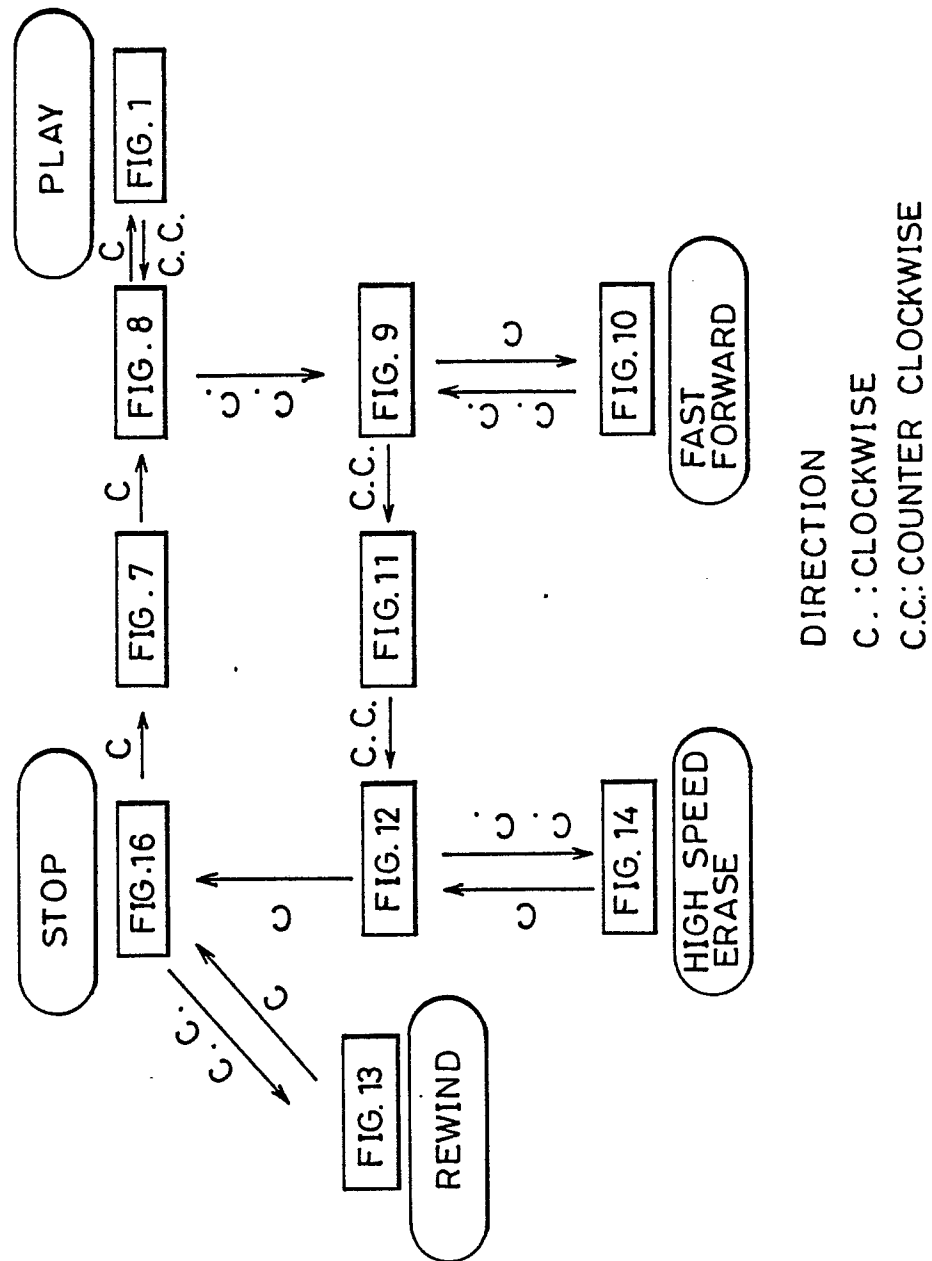 STOP
PLAY
C
C
C
FIG.16
FIG.7
FIG.8
FIG.1
C.C.
C.C.
C
C
C.C.
C.C.
C.C.
FIG.13
FIG.12
FIG.11
FIG.9
REWIND
C
C.C.
C.C.
C
FIG.14
FIG.10
HIGH SPEED
ERASE
FAST
FORWARD
DIRECTION
C.:CLOCKWISE
C.C.:COUNTER CLOCKWISE